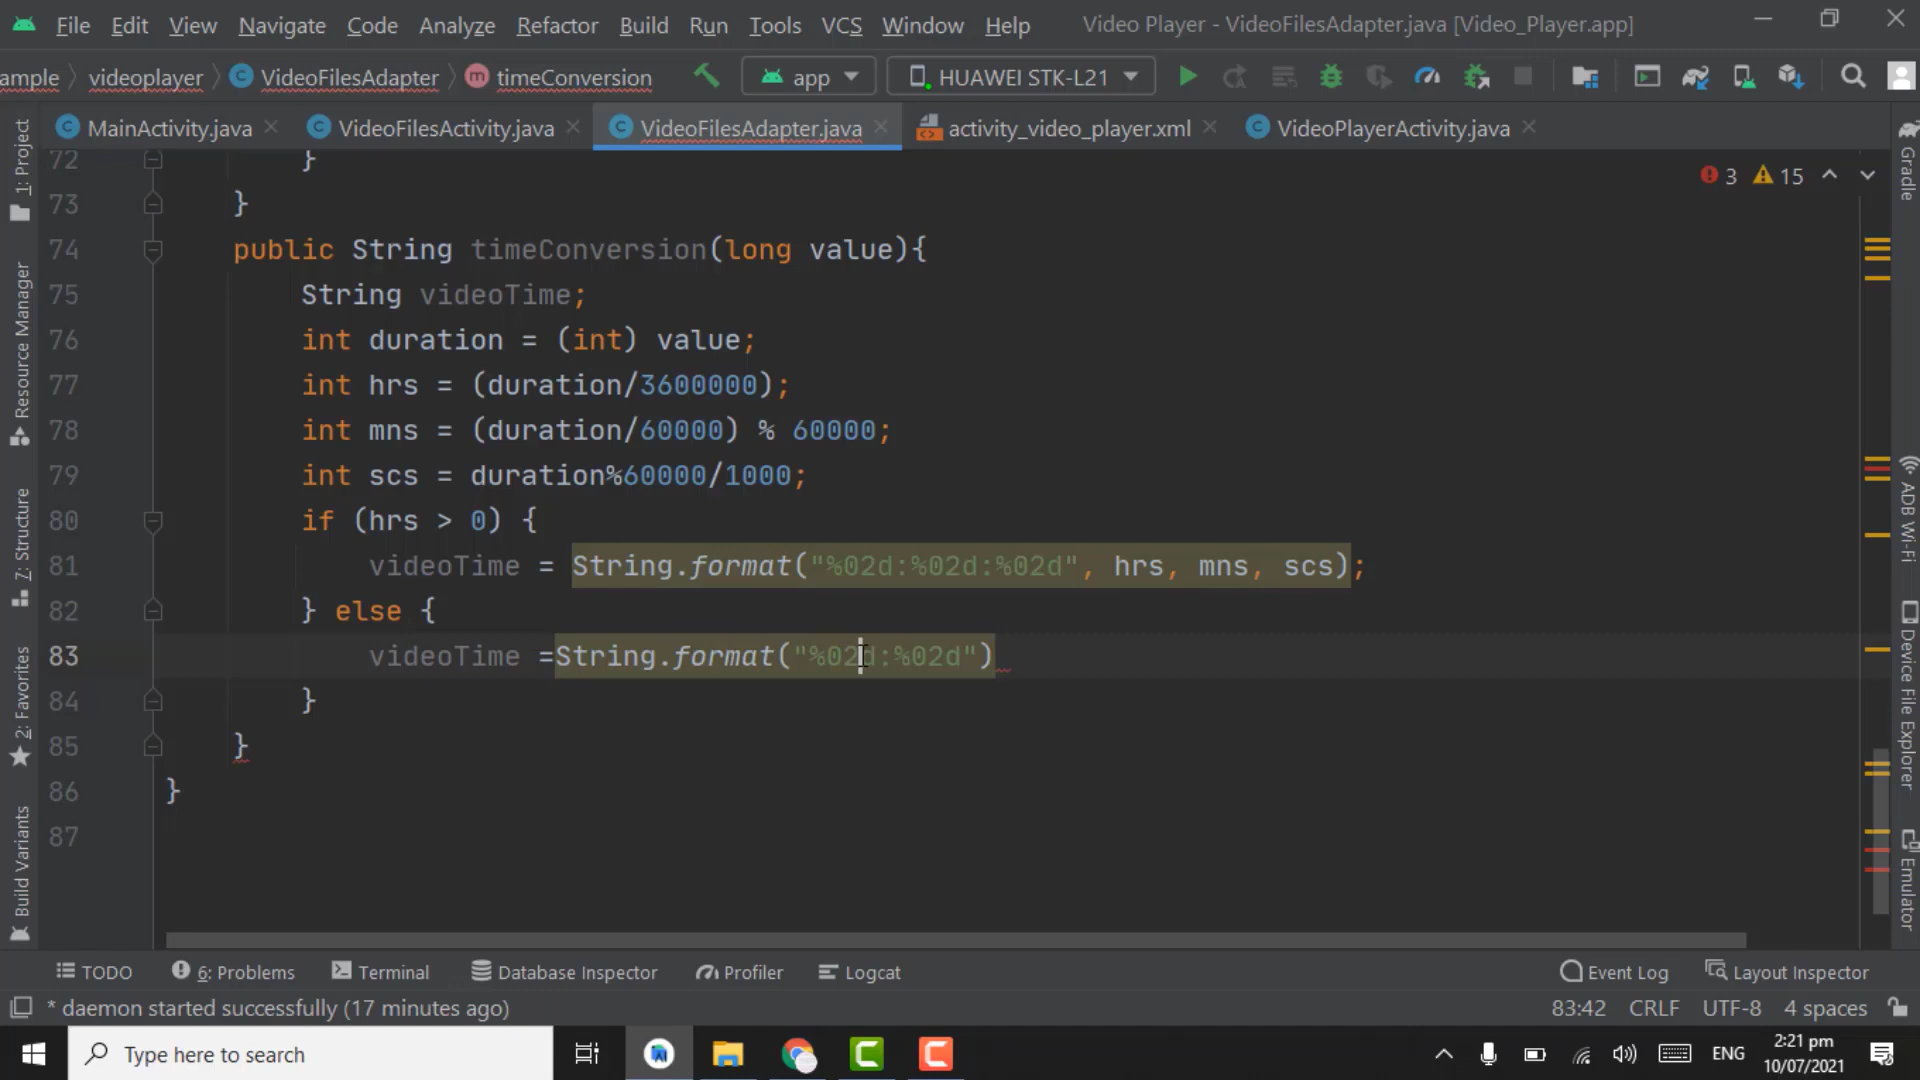 File Edit View Navigate Code Analyze Refactor Build Run Tools VCS Window Help Video Player - VideoFilesAdapter.java [Video_Player.app]
ample videoplayer VideoFilesAdapter timeConversion app HUAWEI STK-L21
MainActivity.java VideoFilesActivity.java VideoFilesAdapter.java activity_video_player.xml VideoPlayerActivity.java
3 15
72 }
73 }
74 public String timeConversion(long value){
75 String videoTime;
76 int duration = (int) value;
77 int hrs = (duration/3600000);
78 int mns = (duration/60000) % 60000;
79 int scs = duration%60000/1000;
80 if (hrs > 0) {
81 videoTime = String.format("%02d:%02d:%02d", hrs, mns, scs);
82 } else {
83 videoTime =String.format("%02d:%02d")
84 }
85 }
86 }
87
1: Project
Resource Manager
7: Structure
2: Favorites
Build Variants
Gradle
ADB Wi-Fi
Device File Explorer
Emulator
TODO 6: Problems Terminal Database Inspector Profiler Logcat Event Log Layout Inspector
* daemon started successfully (17 minutes ago) 83:42 CRLF UTF-8 4 spaces
Type here to search ENG 2:21 pm
10/07/2021